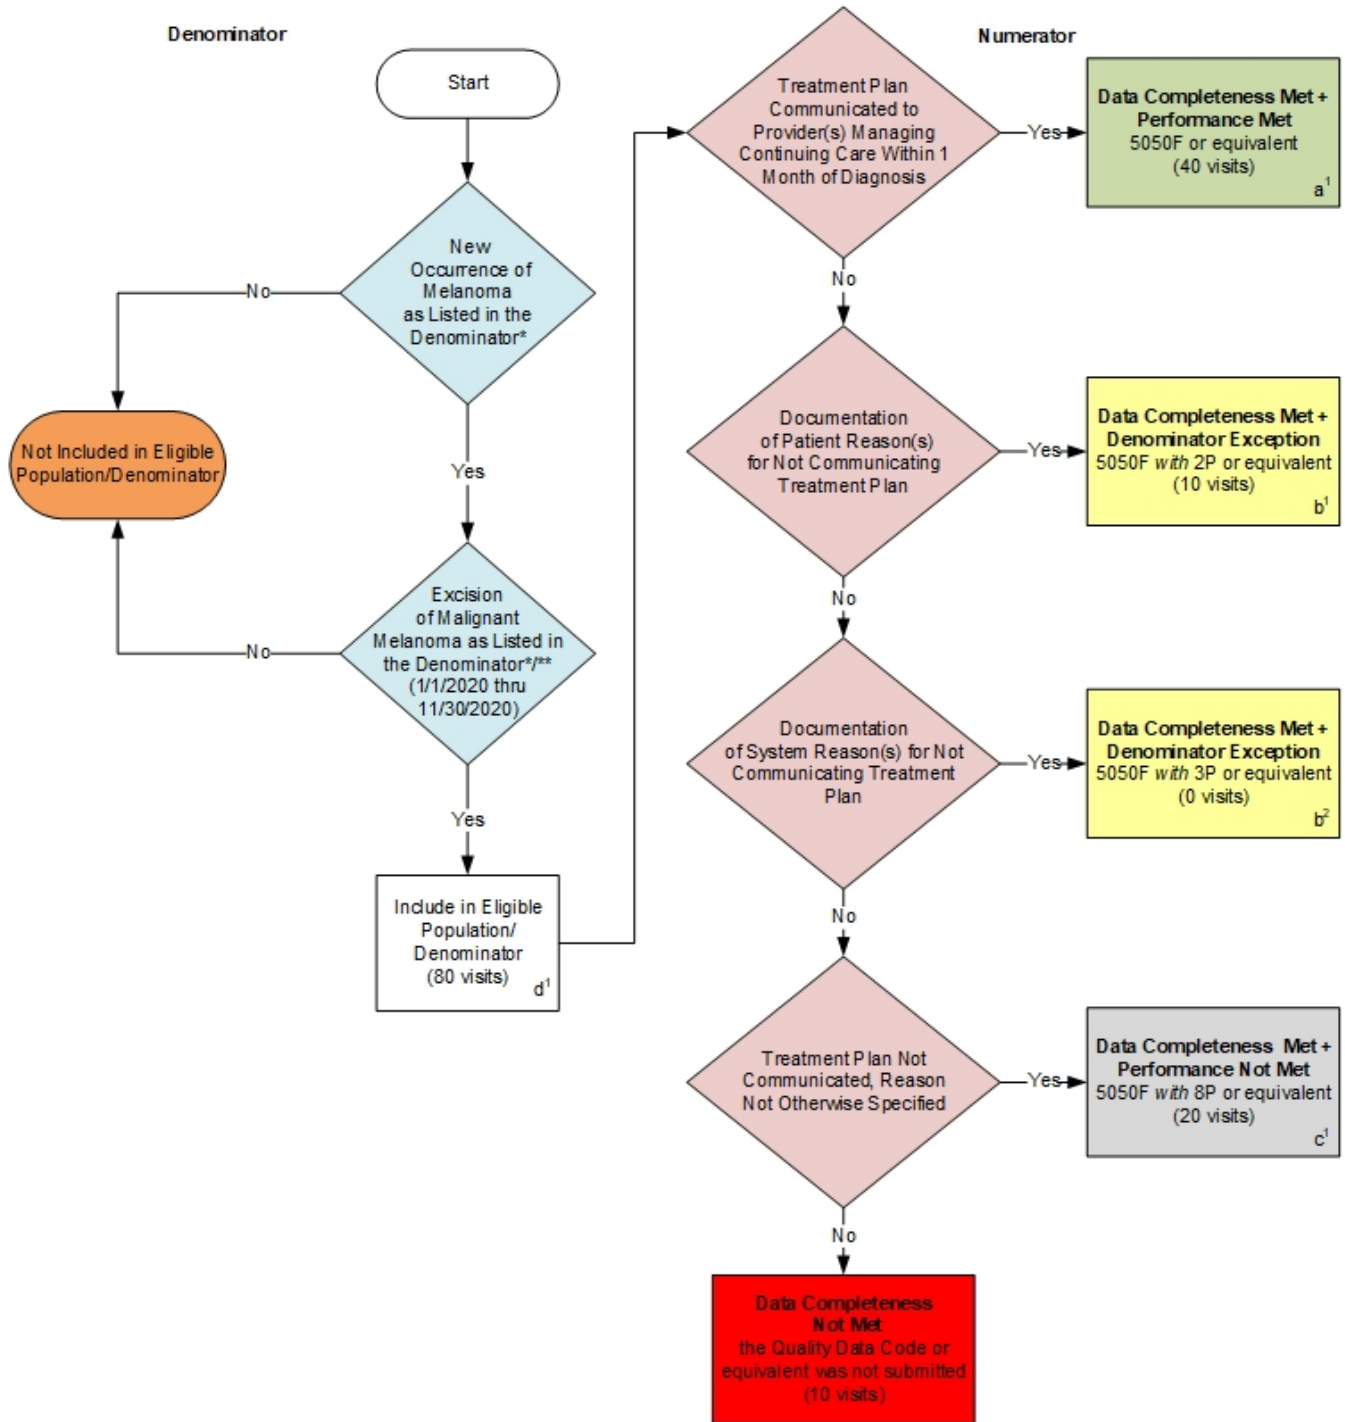 Denominator
Start
New
Occurrence of
Melanoma
as Listed in the
Denominator*
No
Not Included in Eligible
Population/Denominator
Yes
Excision
of Malignant
Melanoma as Listed in
the Denominator*/**
(1/1/2020 thru
11/30/2020)
No
Yes
Include in Eligible
Population/
Denominator
(80 visits)
d¹
Numerator
Treatment Plan
Communicated to
Provider(s) Managing
Continuing Care Within 1
Month of Diagnosis
Yes
Data Completeness Met +
Performance Met
5050F or equivalent
(40 visits)
a¹
No
Documentation
of Patient Reason(s)
for Not Communicating
Treatment Plan
Yes
Data Completeness Met +
Denominator Exception
5050F with 2P or equivalent
(10 visits)
b¹
No
Documentation
of System Reason(s) for Not
Communicating Treatment
Plan
Yes
Data Completeness Met +
Denominator Exception
5050F with 3P or equivalent
(0 visits)
b²
No
Treatment Plan Not
Communicated, Reason
Not Otherwise Specified
Yes
Data Completeness Met +
Performance Not Met
5050F with 8P or equivalent
(20 visits)
c¹
No
Data Completeness
Not Met
the Quality Data Code or
equivalent was not submitted
(10 visits)